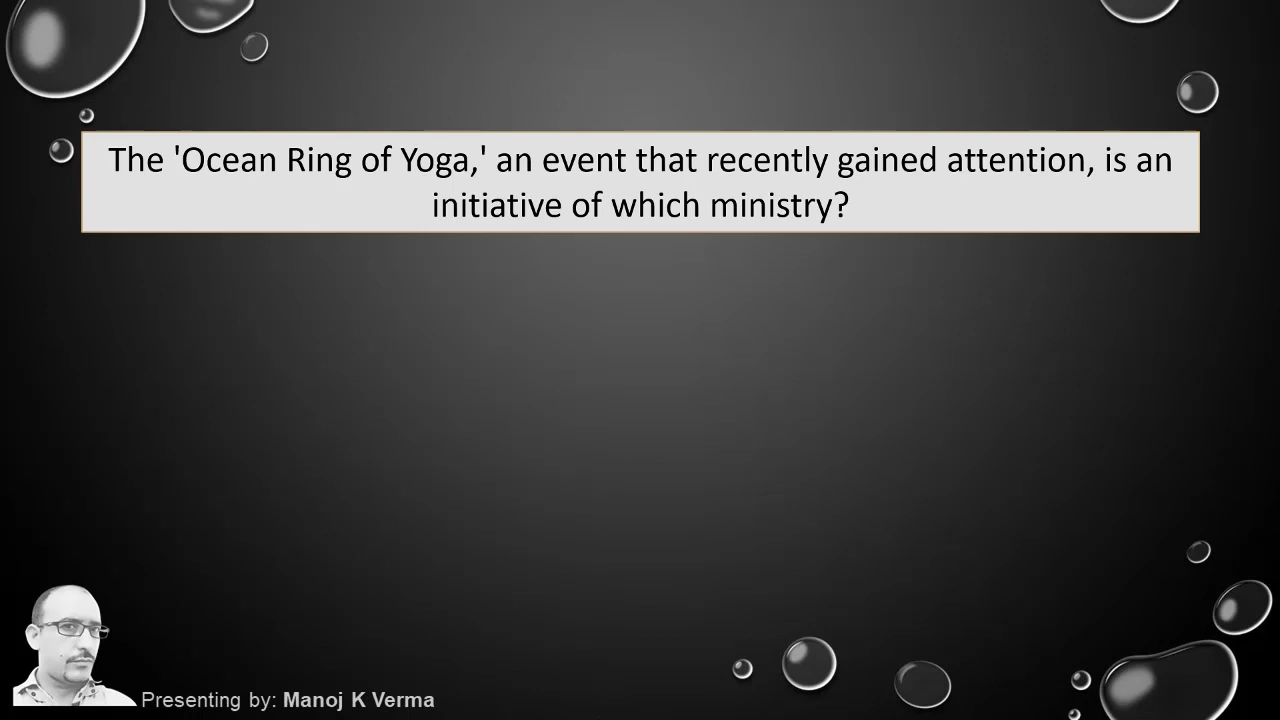 The 'Ocean Ring of Yoga,' an event that recently gained attention, is an
initiative of which ministry?
Presenting by: Manoj K Verma